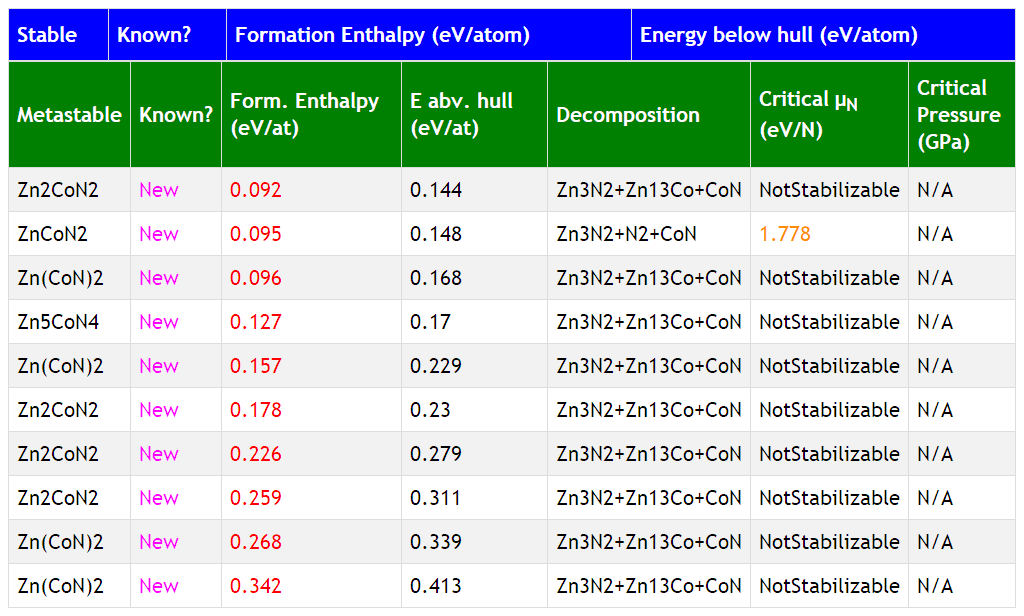 Stable Known? Formation Enthalpy (eV/atom) Energy below hull (eV/atom)
Metastable Known? Form. Enthalpy (eV/at) E abv. hull (eV/at) Decomposition Critical μN (eV/N) Critical Pressure (GPa)
Zn2CoN2 New 0.092 0.144 Zn3N2+Zn13Co+CoN NotStabilizable N/A
ZnCoN2 New 0.095 0.148 Zn3N2+N2+CoN 1.778 N/A
Zn(CoN)2 New 0.096 0.168 Zn3N2+Zn13Co+CoN NotStabilizable N/A
Zn5CoN4 New 0.127 0.17 Zn3N2+Zn13Co+CoN NotStabilizable N/A
Zn(CoN)2 New 0.157 0.229 Zn3N2+Zn13Co+CoN NotStabilizable N/A
Zn2CoN2 New 0.178 0.23 Zn3N2+Zn13Co+CoN NotStabilizable N/A
Zn2CoN2 New 0.226 0.279 Zn3N2+Zn13Co+CoN NotStabilizable N/A
Zn2CoN2 New 0.259 0.311 Zn3N2+Zn13Co+CoN NotStabilizable N/A
Zn(CoN)2 New 0.268 0.339 Zn3N2+Zn13Co+CoN NotStabilizable N/A
Zn(CoN)2 New 0.342 0.413 Zn3N2+Zn13Co+CoN NotStabilizable N/A